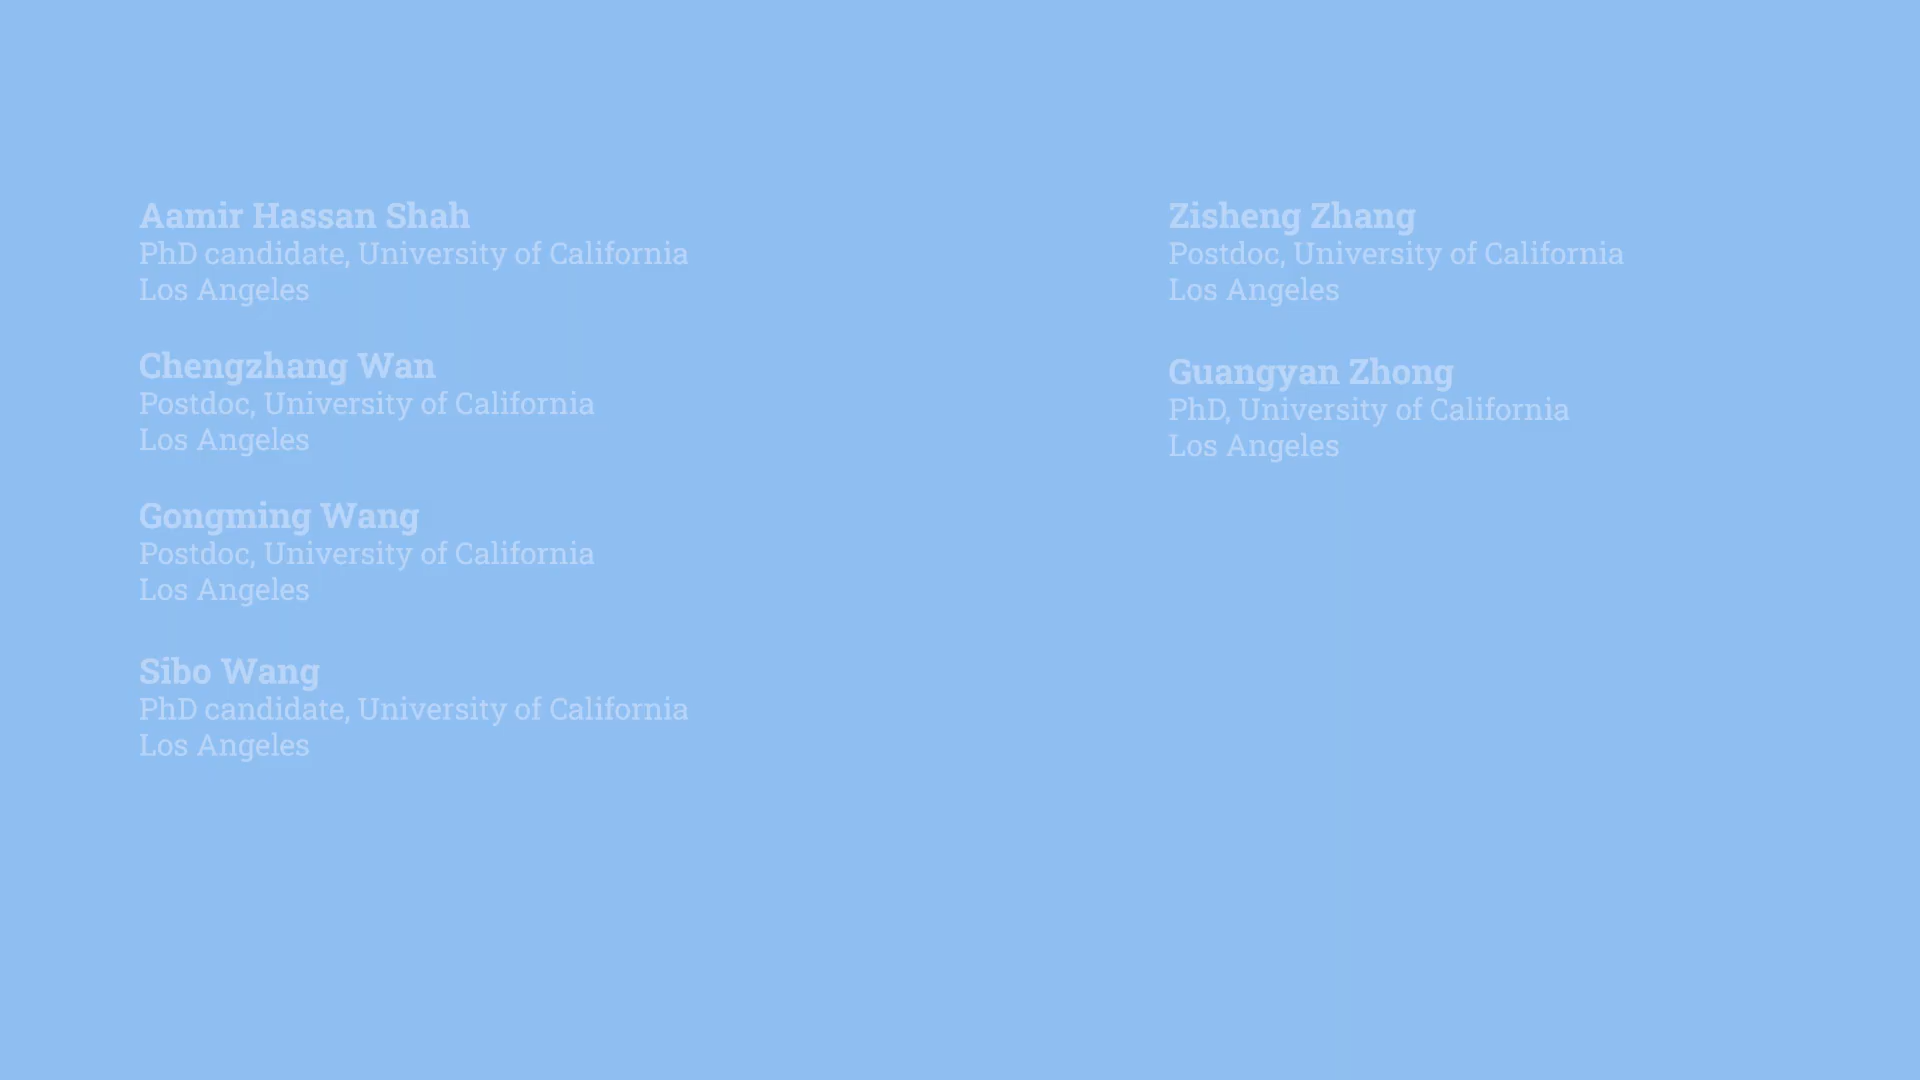 Aamir Hassan Shah
PhD candidate, University of California
Los Angeles
Chengzhang Wan
Postdoc, University of California
Los Angeles
Gongming Wang
Postdoc, University of California
Los Angeles
Sibo Wang
PhD candidate, University of California
Los Angeles
Zisheng Zhang
Postdoc, University of California
Los Angeles
Guangyan Zhong
PhD, University of California
Los Angeles